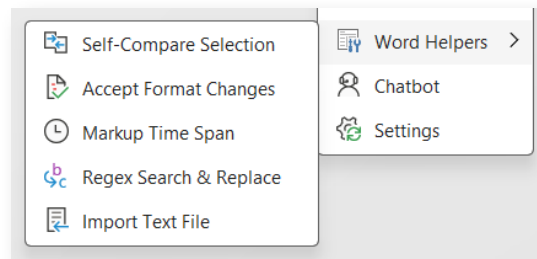 Self-Compare Selection
Accept Format Changes
Markup Time Span
Regex Search & Replace
Import Text File
Word Helpers
Chatbot
Settings